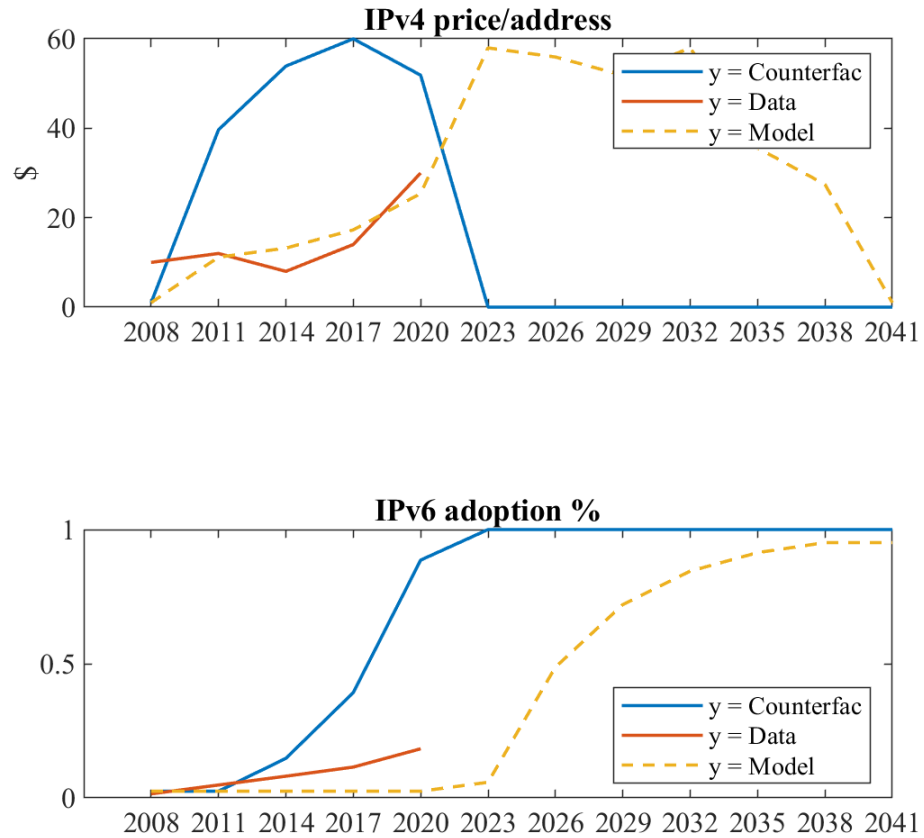 IPv4 price/address
60
40
20
0
$
y = Counterfac
y = Data
y = Model
2008 2011 2014 2017 2020 2023 2026 2029 2032 2035 2038 2041
IPv6 adoption %
1
0.5
0
y = Counterfac
y = Data
y = Model
2008 2011 2014 2017 2020 2023 2026 2029 2032 2035 2038 2041